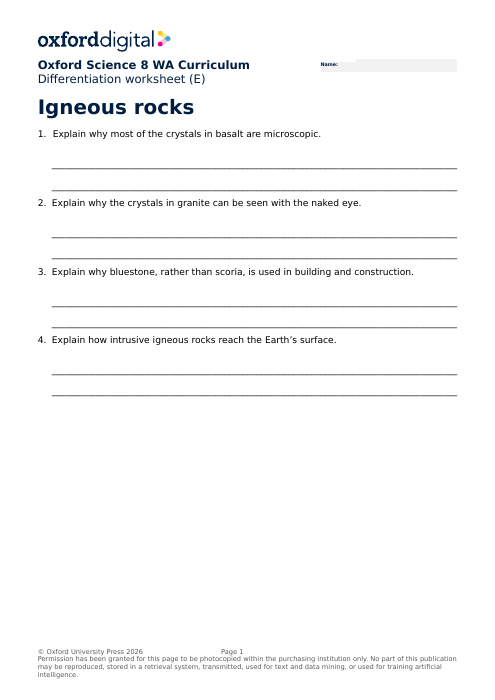 oxforddigital
Oxford Science 8 WA Curriculum
Name:
Differentiation worksheet (E)
Igneous rocks
1. Explain why most of the crystals in basalt are microscopic.
2. Explain why the crystals in granite can be seen with the naked eye.
3. Explain why bluestone, rather than scoria, is used in building and construction.
4. Explain how intrusive igneous rocks reach the Earth’s surface.
© Oxford University Press 2026 Page 1
Permission has been granted for this page to be photocopied within the purchasing institution only. No part of this publication
may be reproduced, stored in a retrieval system, transmitted, used for text and data mining, or used for training artificial
intelligence.